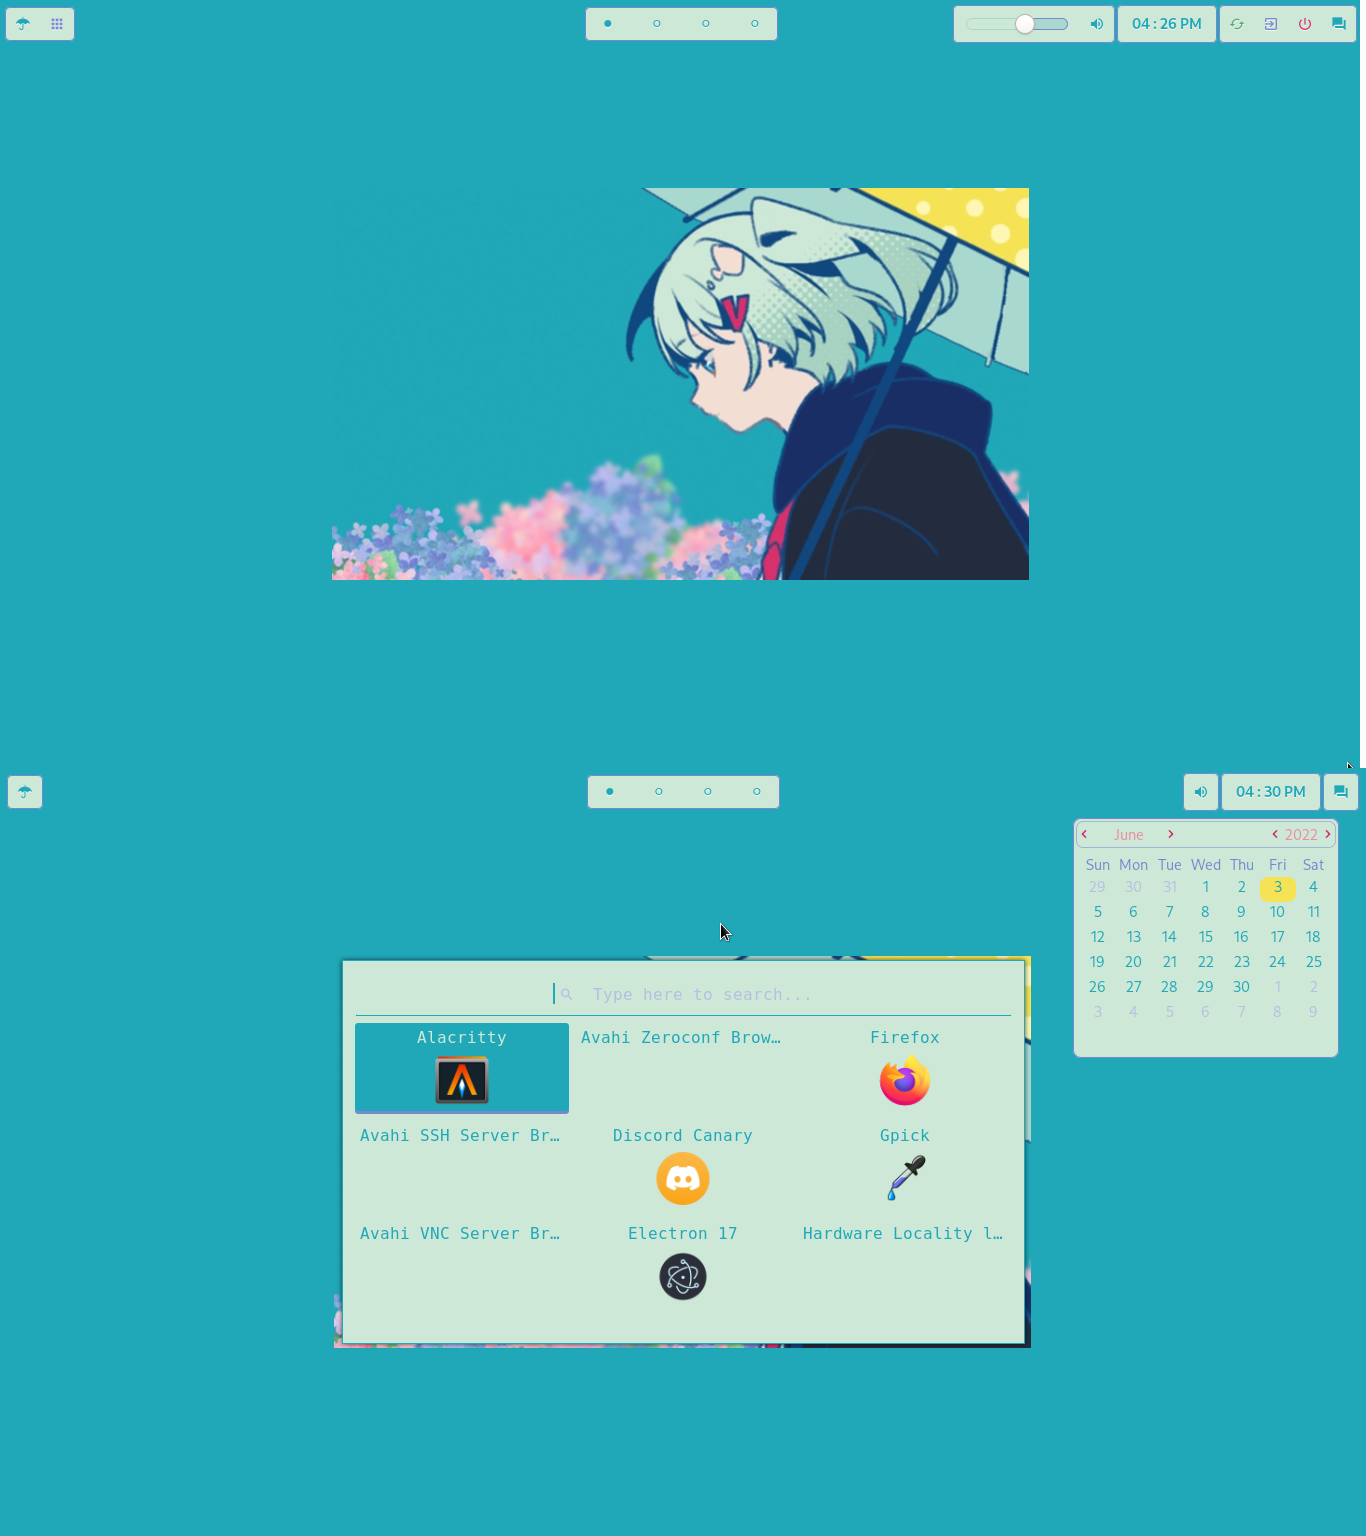 04 : 26 PM
V
04 : 30 PM
June 2022
Sun Mon Tue Wed Thu Fri Sat
29 30 31 1 2 3 4
5 6 7 8 9 10 11
12 13 14 15 16 17 18
19 20 21 22 23 24 25
26 27 28 29 30 1 2
3 4 5 6 7 8 9
Type here to search...
Alacritty Avahi Zeroconf Brow… Firefox
Avahi SSH Server Br… Discord Canary Gpick
Avahi VNC Server Br… Electron 17 Hardware Locality l…